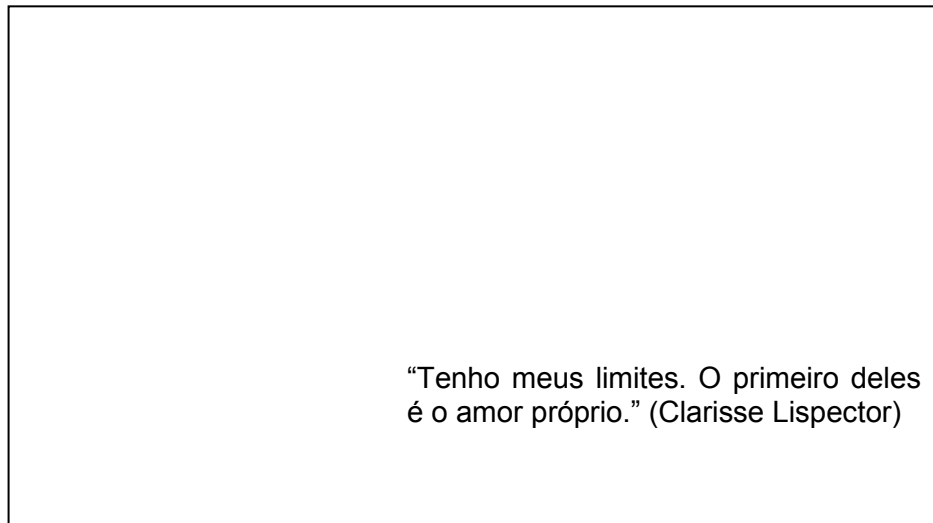 “Tenho meus limites. O primeiro deles
é o amor próprio.” (Clarisse Lispector)